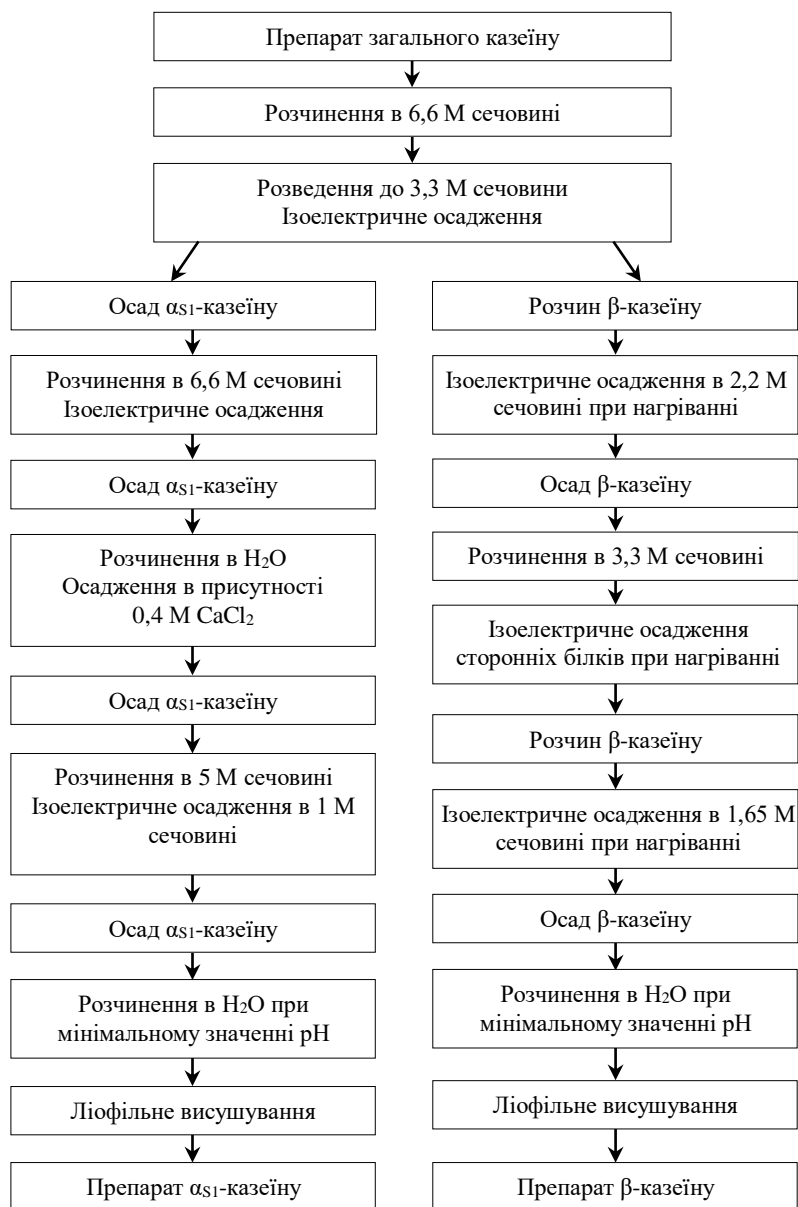 Препарат загального казеїну
Розчинення в 6,6 М сечовині
Розведення до 3,3 М сечовини
Ізоелектричне осадження
Осад αS1-казеїну
Розчинення в 6,6 М сечовині
Ізоелектричне осадження
Осад αS1-казеїну
Розчинення в H2O
Осадження в присутності
0,4 М CaCl2
Осад αS1-казеїну
Розчинення в 5 М сечовині
Ізоелектричне осадження в 1 М
сечовині
Осад αS1-казеїну
Розчинення в H2O при
мінімальному значенні pH
Ліофільне висушування
Препарат αS1-казеїну
Розчин β-казеїну
Ізоелектричне осадження в 2,2 М
сечовині при нагріванні
Осад β-казеїну
Розчинення в 3,3 М сечовині
Ізоелектричне осадження
сторонніх білків при нагріванні
Розчин β-казеїну
Ізоелектричне осадження в 1,65 М
сечовині при нагріванні
Осад β-казеїну
Розчинення в H2O при
мінімальному значенні pH
Ліофільне висушування
Препарат β-казеїну